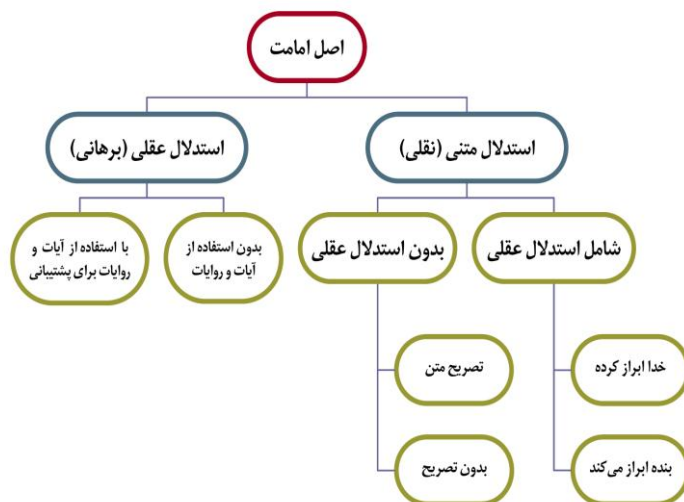 اصل امامت
استدلال متنی (نقلی)
استدلال عقلی (برهانی)
شامل استدلال عقلی
بدون استدلال عقلی
بدون استفاده از
آیات و روایات
با استفاده از آیات و
روایات برای پشتیبانی
خدا ابراز کرده
تصریح متن
بنده ابراز می‌کند
بدون تصریح